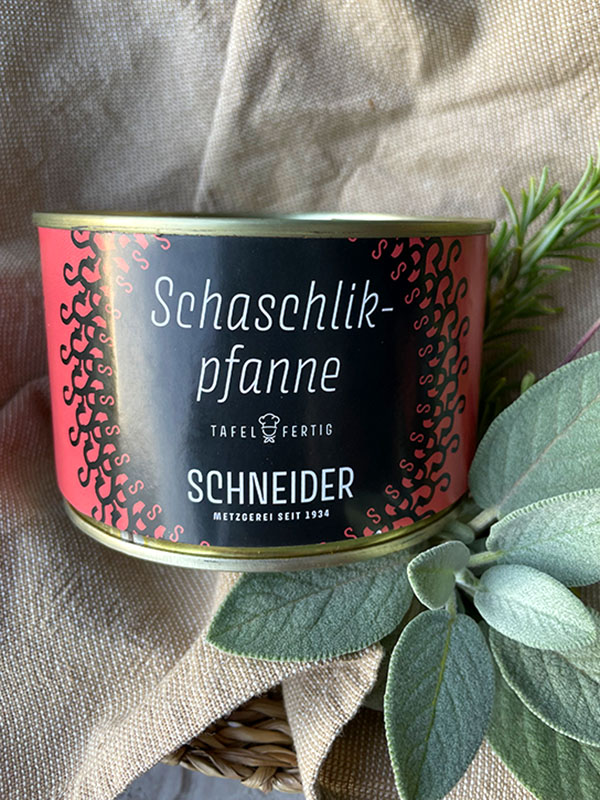 Schaschlik-
pfanne
TAFEL FERTIG
SCHNEIDER
METZGEREI SEIT 1934